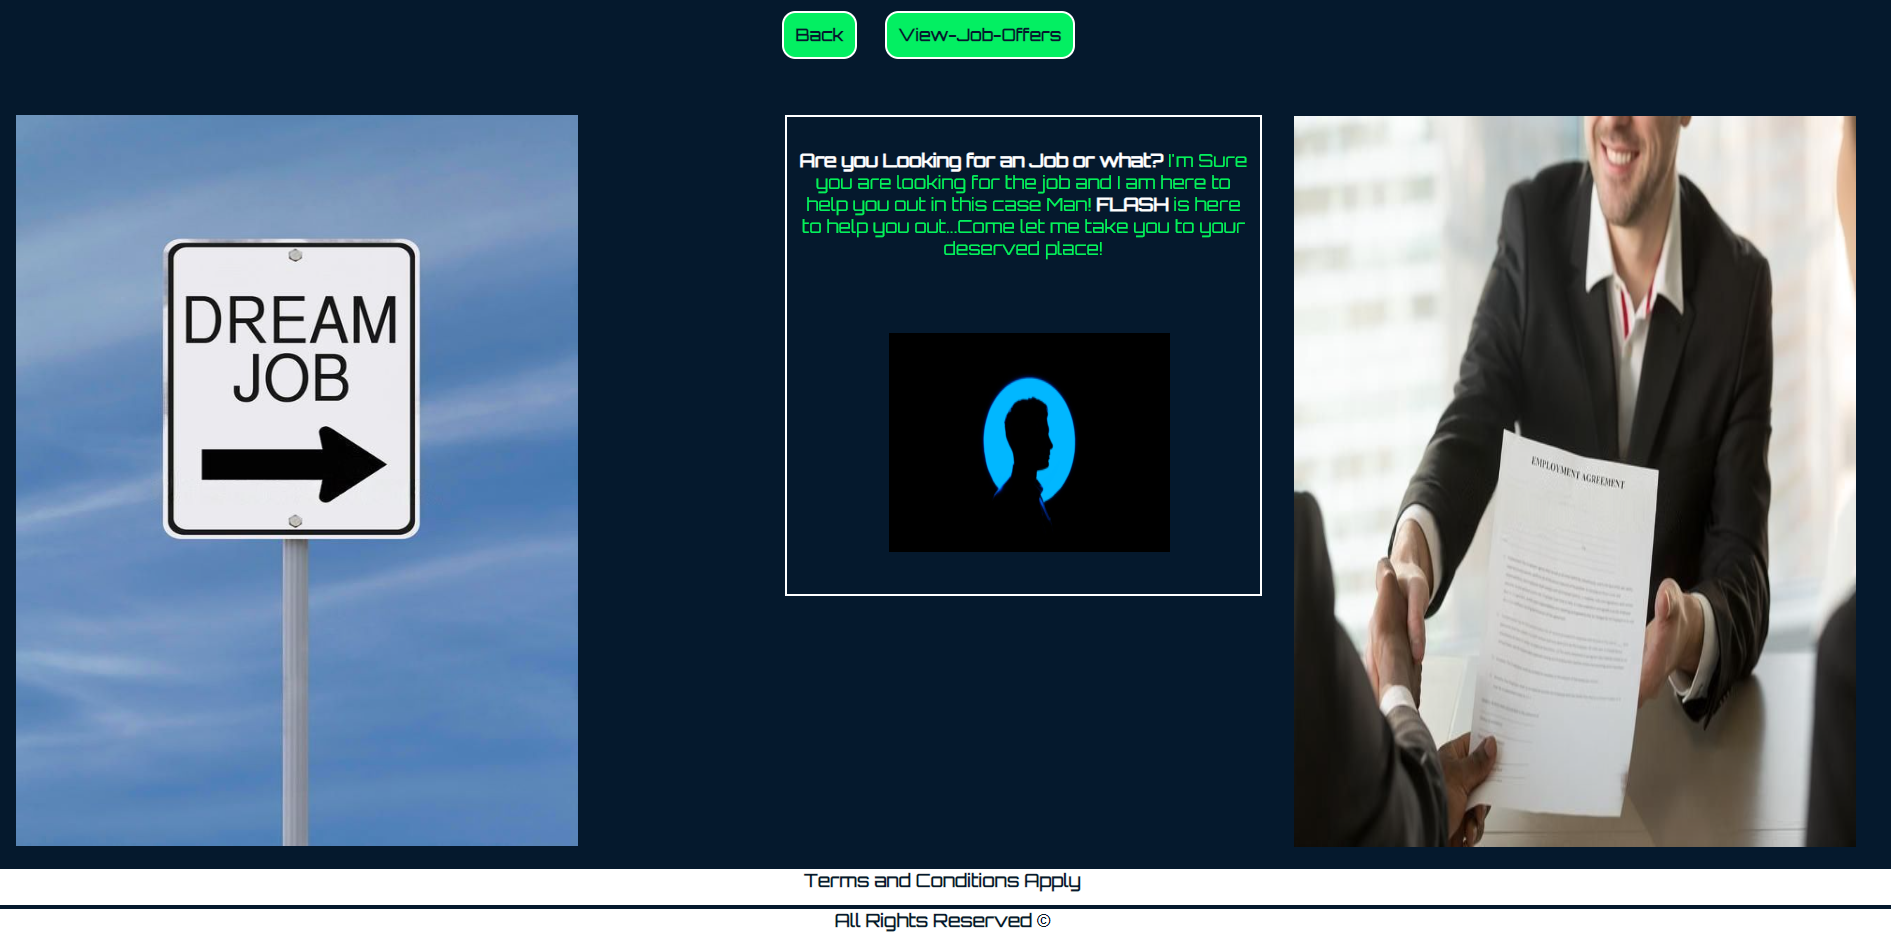 Back
View-Job-Offers
DREAM
JOB
Are you Looking for an Job or what? I'm Sure
you are looking for the job and I am here to
help you out in this case Man! FLASH is here
to help you out...Come let me take you to your
deserved place!
EMPLOYMENT AGREEMENT
Terms and Conditions Apply
All Rights Reserved ©